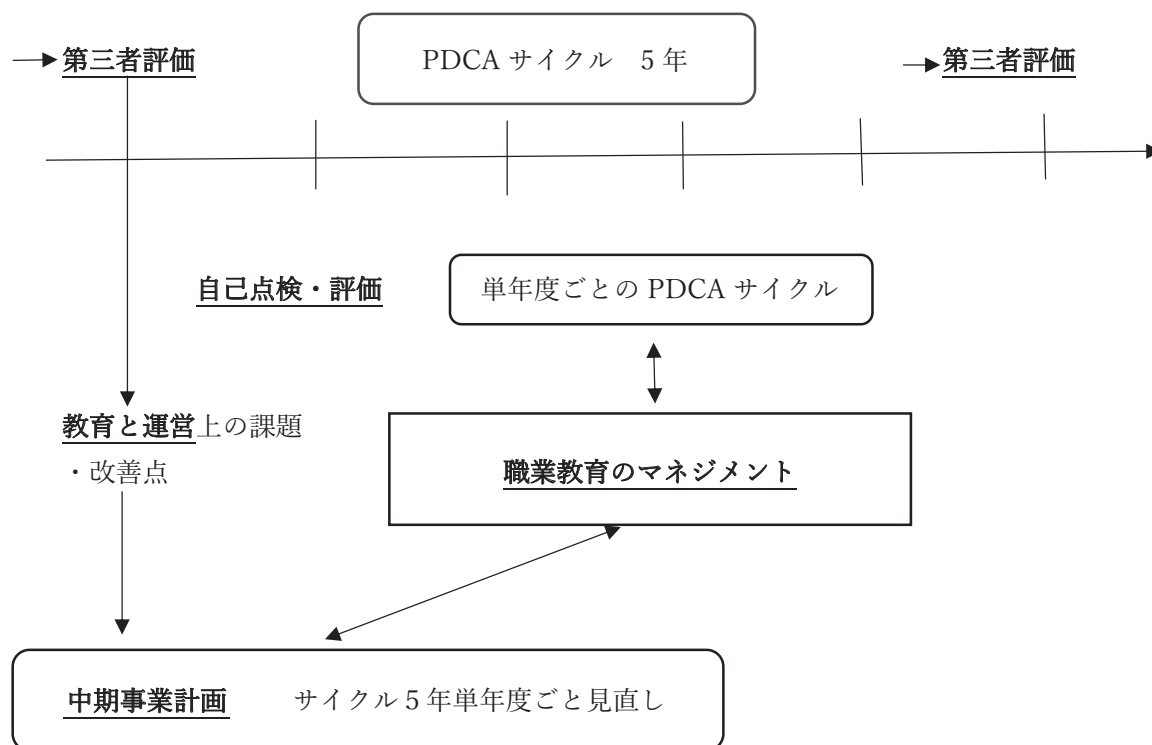 第三者評価
PDCA サイクル　5 年
第三者評価
自己点検・評価
単年度ごとの PDCA サイクル
教育と運営上の課題
・改善点
職業教育のマネジメント
中期事業計画　　サイクル 5 年単年度ごと見直し